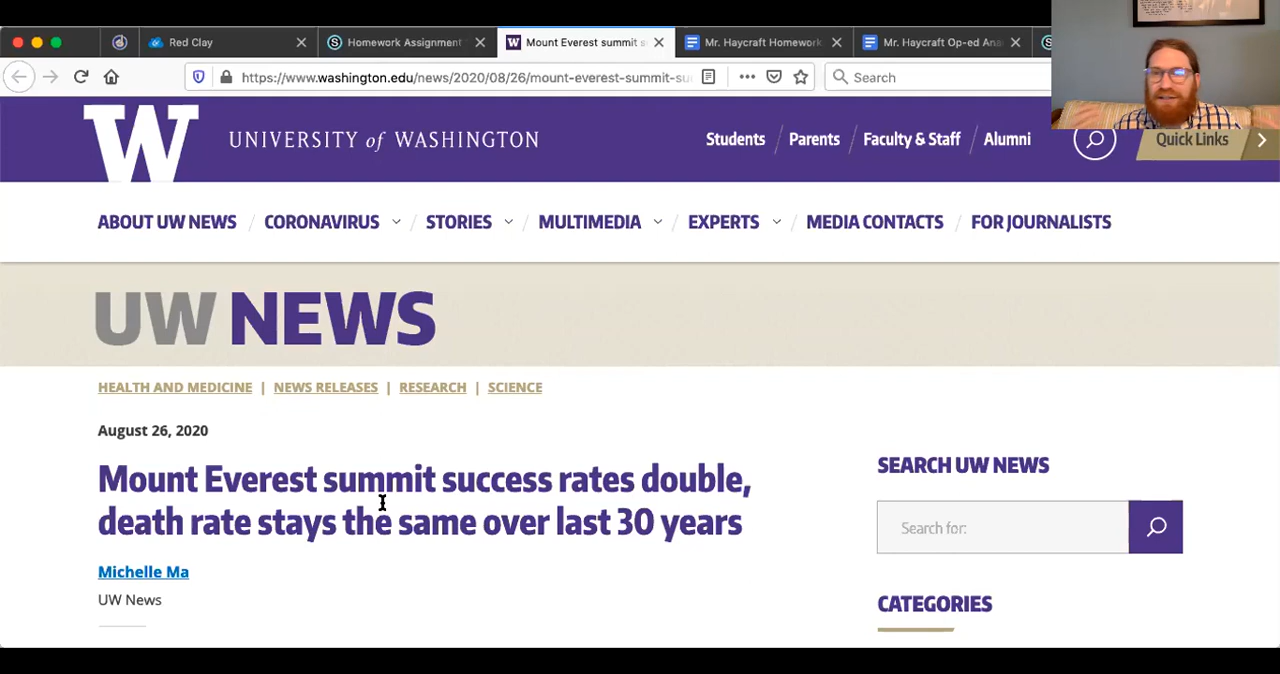 Red Clay
Homework Assignment
Mount Everest summit s
Mr. Haycraft Homework
Mr. Haycraft Op-ed Ana
https://www.washington.edu/news/2020/08/26/mount-everest-summit-su
Search
W UNIVERSITY of WASHINGTON
Students
Parents
Faculty & Staff
Alumni
Quick Links
ABOUT UW NEWS
CORONAVIRUS
STORIES
MULTIMEDIA
EXPERTS
MEDIA CONTACTS
FOR JOURNALISTS
UW NEWS
HEALTH AND MEDICINE | NEWS RELEASES | RESEARCH | SCIENCE
August 26, 2020
Mount Everest summit success rates double,
death rate stays the same over last 30 years
Michelle Ma
UW News
SEARCH UW NEWS
Search for:
CATEGORIES